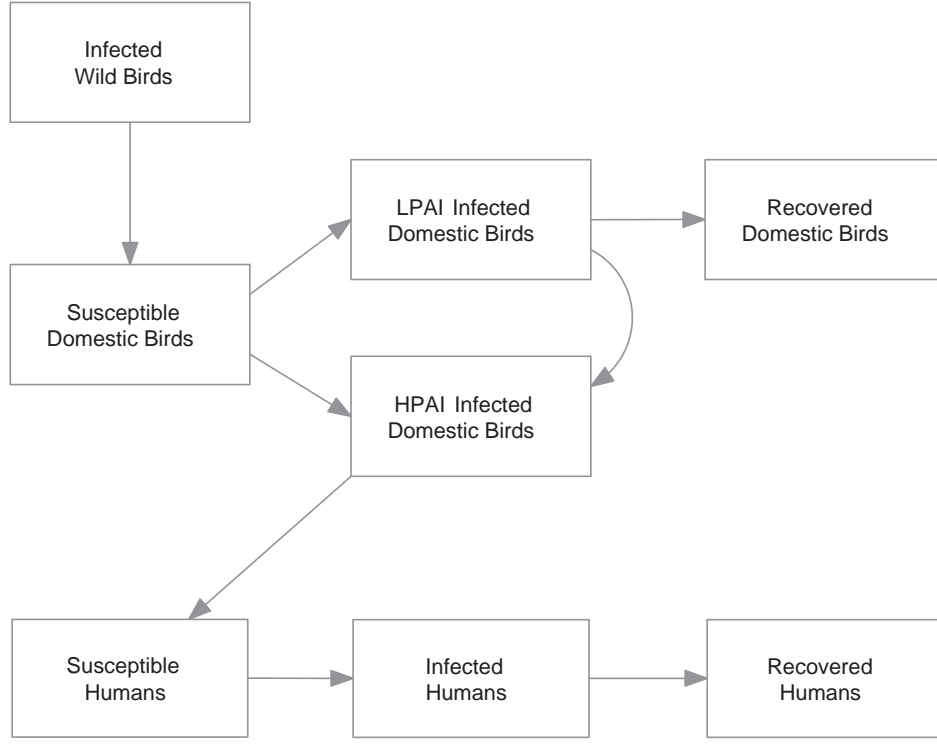 Infected
Wild Birds
LPAI Infected
Domestic Birds
Recovered
Domestic Birds
Susceptible
Domestic Birds
HPAI Infected
Domestic Birds
Susceptible
Humans
Infected
Humans
Recovered
Humans